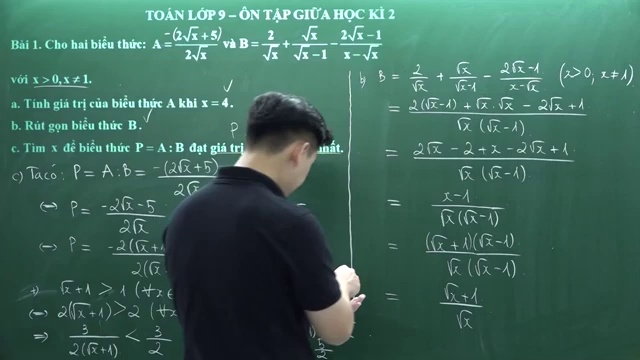 TOÁN LỚP 9 – ÔN TẬP GIỮA HỌC KÌ 2
Bài 1. Cho hai biểu thức: A = -(2√x + 5)/(2√x) và B = 2/√x + √x/(√x − 1) − (2√x − 1)/(x − √x)
với x > 0, x ≠ 1.
a. Tính giá trị của biểu thức A khi x = 4.
b. Rút gọn biểu thức B.
c. Tìm x để biểu thức P = A : B đạt giá trị
c) Ta có: P = A : B = -(2√x + 5)/(2√x
⇔ P = (-2√x - 5)/(2√x
⇔ P = -2(√x +
√x + 1 > 1 (∀x
⇔ 2(√x + 1) > 2 (∀x
⇒ 3/(2(√x + 1)) < 3/2
5/2
b) B = 2/√x + √x/(√x - 1) - (2√x - 1)/(x - √x) (x > 0; x ≠ 1)
= (2(√x - 1) + √x . √x - 2√x + 1)/(√x (√x - 1))
= (2√x - 2 + x - 2√x + 1)/(√x (√x - 1))
= (x - 1)/(√x (√x - 1))
= ((√x + 1)(√x - 1))/(√x (√x - 1))
= (√x + 1)/√x